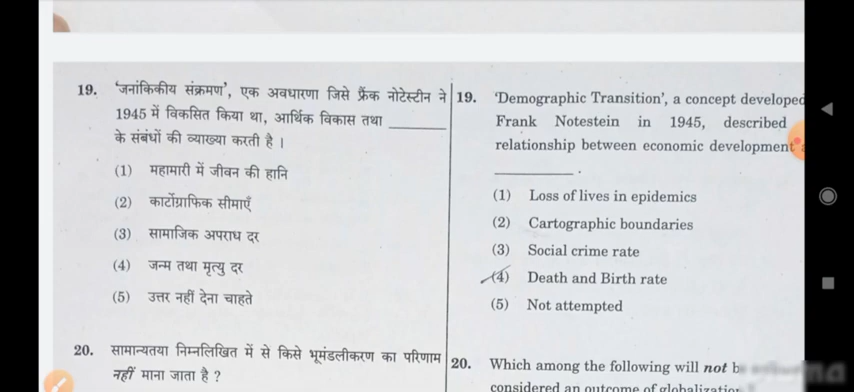 19. 'जनांकिकीय संक्रमण', एक अवधारणा जिसे फ्रैंक नोटेस्टीन ने
1945 में विकसित किया था, आर्थिक विकास तथा ________
के संबंधों की व्याख्या करती है ।
(1) महामारी में जीवन की हानि
(2) कार्टोग्राफिक सीमाएँ
(3) सामाजिक अपराध दर
(4) जन्म तथा मृत्यु दर
(5) उत्तर नहीं देना चाहते
20. सामान्यतया निम्नलिखित में से किसे भूमंडलीकरण का परिणाम
नहीं माना जाता है ?
19. 'Demographic Transition', a concept developed
Frank Notestein in 1945, described
relationship between economic development
________ .
(1) Loss of lives in epidemics
(2) Cartographic boundaries
(3) Social crime rate
(4) Death and Birth rate
(5) Not attempted
20. Which among the following will not
considered an outcome of globalization